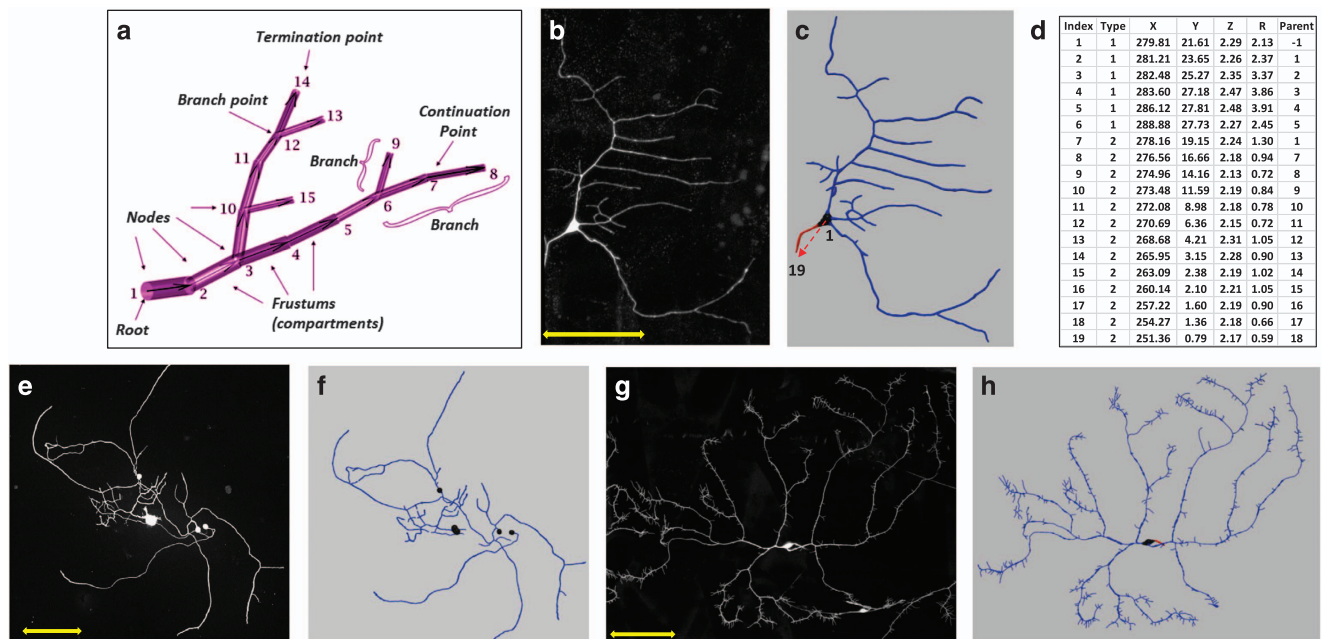 a
Termination point
14
Branch point
13
12
Continuation
Point
11
Branch
9
8
7
10
15
6
Branch
Nodes
5
4
3
1
2
Frustums
(compartments)
Root
b
c
1
19
d
Index Type X Y Z R Parent
1 1 279.81 21.61 2.29 2.13 -1
2 1 281.21 23.65 2.26 2.37 1
3 1 282.48 25.27 2.35 3.37 2
4 1 283.60 27.18 2.47 3.86 3
5 1 286.12 27.81 2.48 3.91 4
6 1 288.88 27.73 2.27 2.45 5
7 2 278.16 19.15 2.24 1.30 1
8 2 276.56 16.66 2.18 0.94 7
9 2 274.96 14.16 2.13 0.72 8
10 2 273.48 11.59 2.19 0.84 9
11 2 272.08 8.98 2.18 0.78 10
12 2 270.69 6.36 2.15 0.72 11
13 2 268.68 4.21 2.31 1.05 12
14 2 265.95 3.15 2.28 0.90 13
15 2 263.09 2.38 2.19 1.02 14
16 2 260.14 2.10 2.21 1.05 15
17 2 257.22 1.60 2.19 0.90 16
18 2 254.27 1.36 2.18 0.66 17
19 2 251.36 0.79 2.17 0.59 18
e
f
g
h